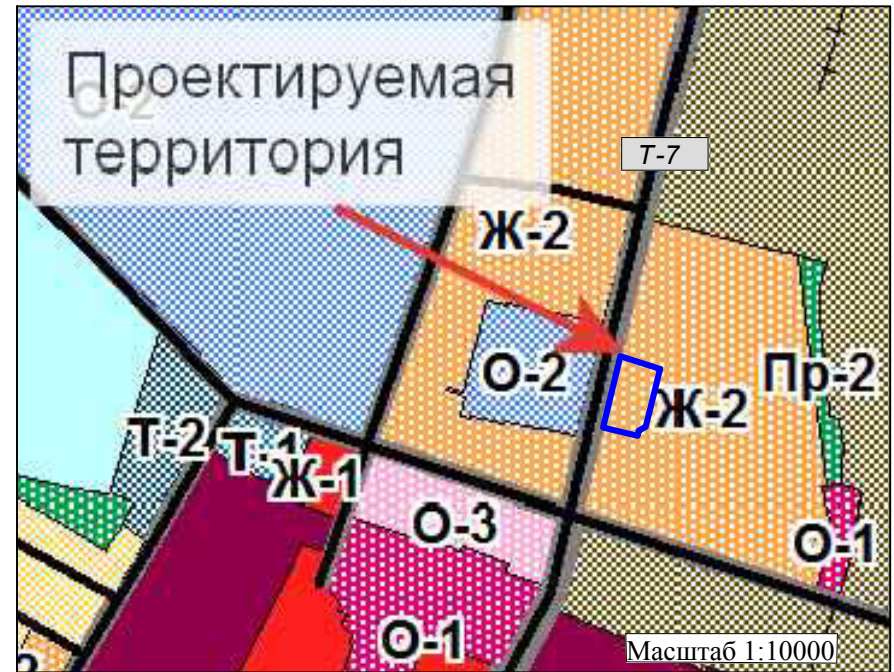 Проектируемая
территория
О-2
Т-7
Ж-2
О-2
Ж-2
Пр-2
Т-2
Т-1
Ж-1
О-3
О-1
О-1
Масштаб 1:10000